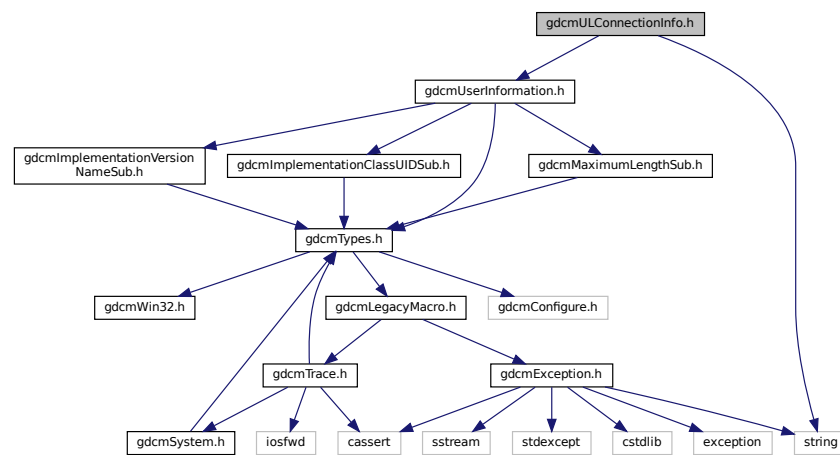 gdcmULConnectionInfo.h
gdcmUserInformation.h
gdcmImplementationVersion
NameSub.h
gdcmImplementationClassUIDSub.h
gdcmMaximumLengthSub.h
gdcmTypes.h
gdcmWin32.h
gdcmLegacyMacro.h
gdcmConfigure.h
gdcmTrace.h
gdcmException.h
gdcmSystem.h
iosfwd
cassert
sstream
stdexcept
cstdlib
exception
string